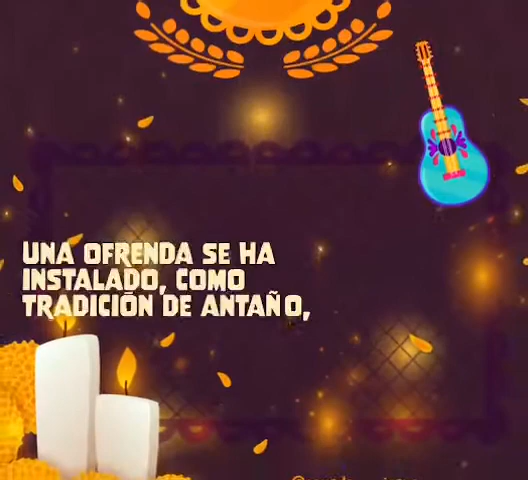 UNA OFRENDA SE HA
INSTALADO, COMO
TRADICIÓN DE ANTAÑO,